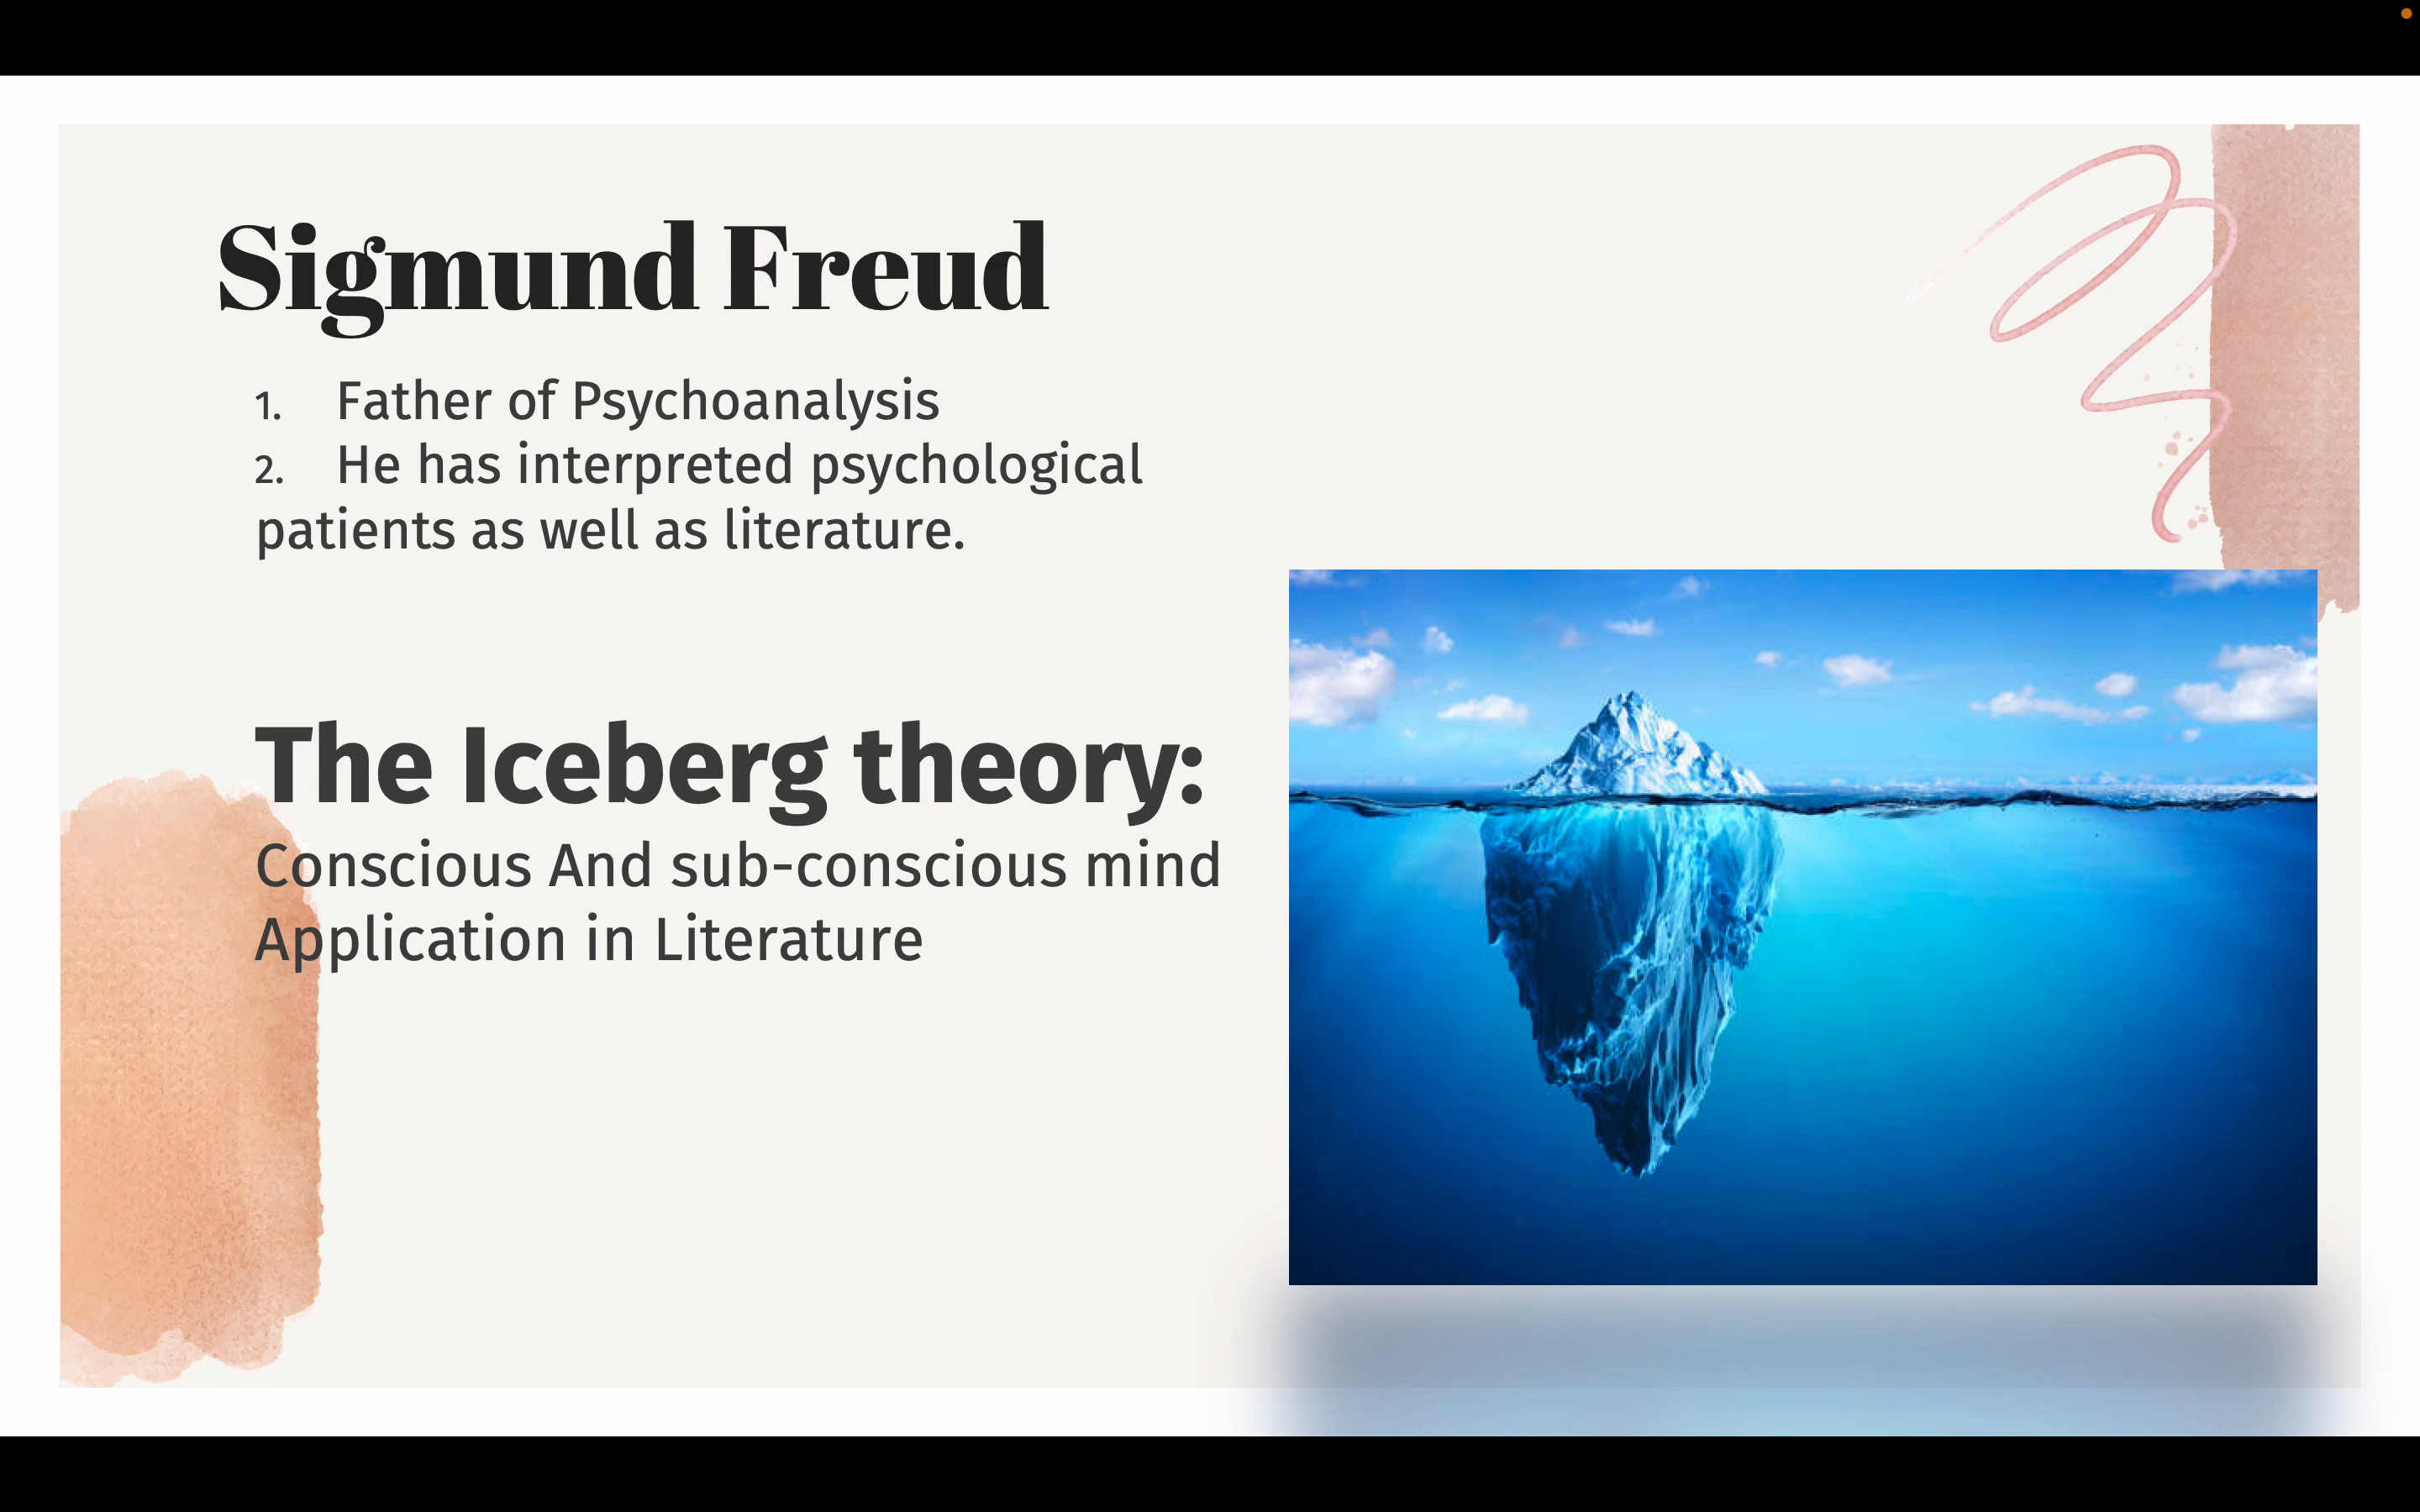 Sigmund Freud
1. Father of Psychoanalysis
2. He has interpreted psychological
patients as well as literature.
The Iceberg theory:
Conscious And sub-conscious mind
Application in Literature